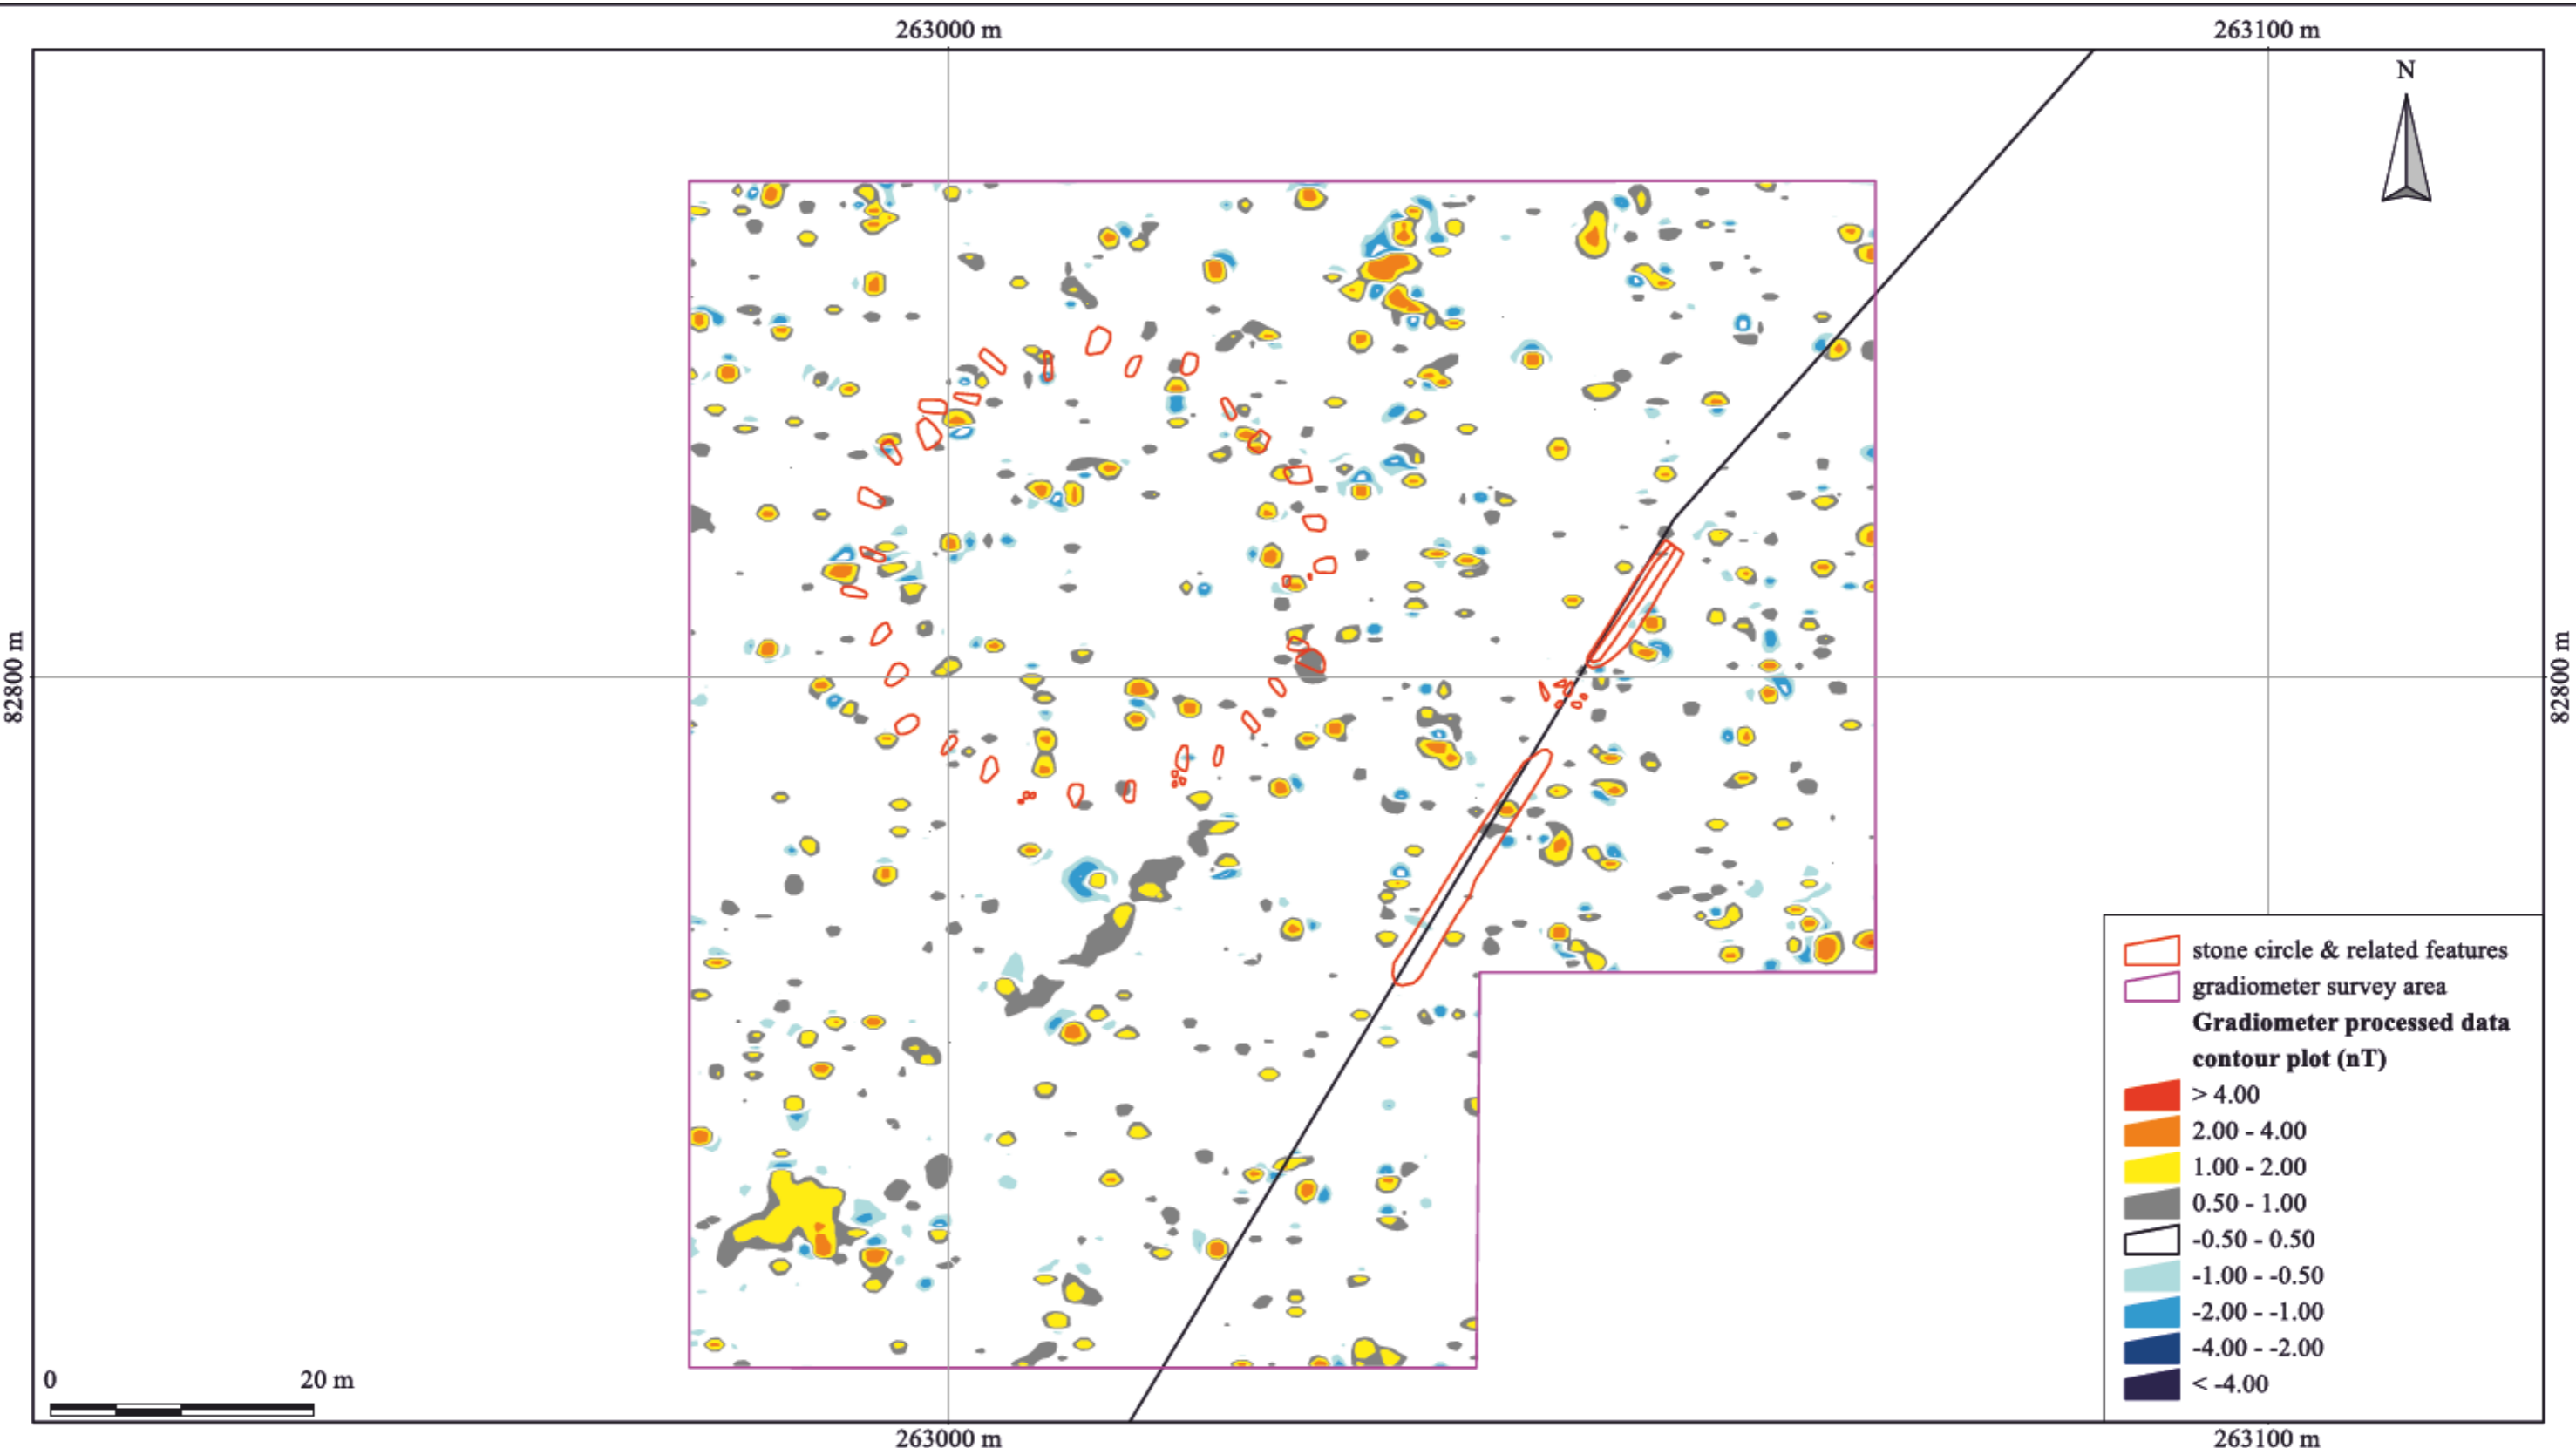 263000 m
263100 m
N
82800 m
82800 m
stone circle & related features
gradiometer survey area
Gradiometer processed data
contour plot (nT)
> 4.00
2.00 - 4.00
1.00 - 2.00
0.50 - 1.00
-0.50 - 0.50
-1.00 - -0.50
-2.00 - -1.00
-4.00 - -2.00
< -4.00
0
20 m
263000 m
263100 m